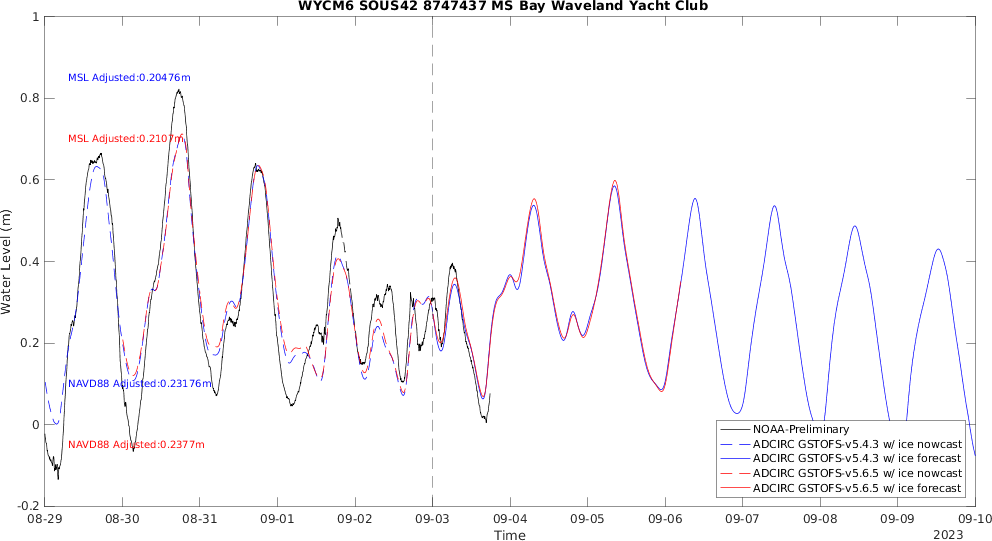 WYCM6 SOUS42 8747437 MS Bay Waveland Yacht Club
Water Level (m)
1
0.8
0.6
0.4
0.2
0
-0.2
MSL Adjusted:0.20476m
MSL Adjusted:0.2107m
NAVD88 Adjusted:0.23176m
NAVD88 Adjusted:0.2377m
NOAA-Preliminary
ADCIRC GSTOFS-v5.4.3 w/ ice nowcast
ADCIRC GSTOFS-v5.4.3 w/ ice forecast
ADCIRC GSTOFS-v5.6.5 w/ ice nowcast
ADCIRC GSTOFS-v5.6.5 w/ ice forecast
08-29 08-30 08-31 09-01 09-02 09-03 09-04 09-05 09-06 09-07 09-08 09-09 09-10
Time
2023